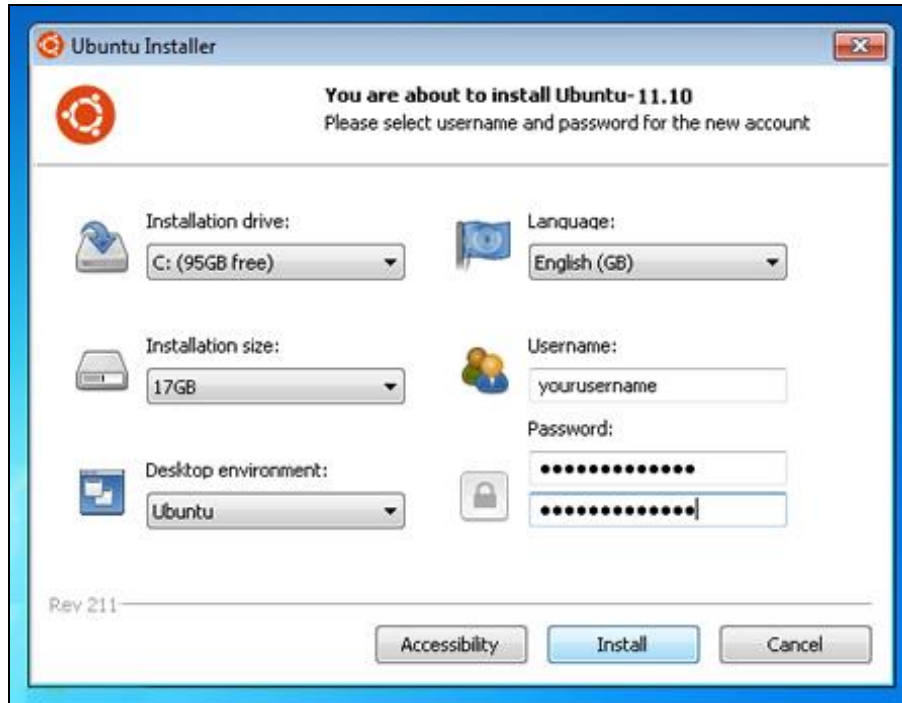 Ubuntu Installer
You are about to install Ubuntu-11.10
Please select username and password for the new account
Installation drive:
C: (95GB free)
Language:
English (GB)
Installation size:
17GB
Username:
yourusername
Password:
●●●●●●●●●●●●●
Desktop environment:
Ubuntu
●●●●●●●●●●●●●
Rev 211
Accessibility
Install
Cancel